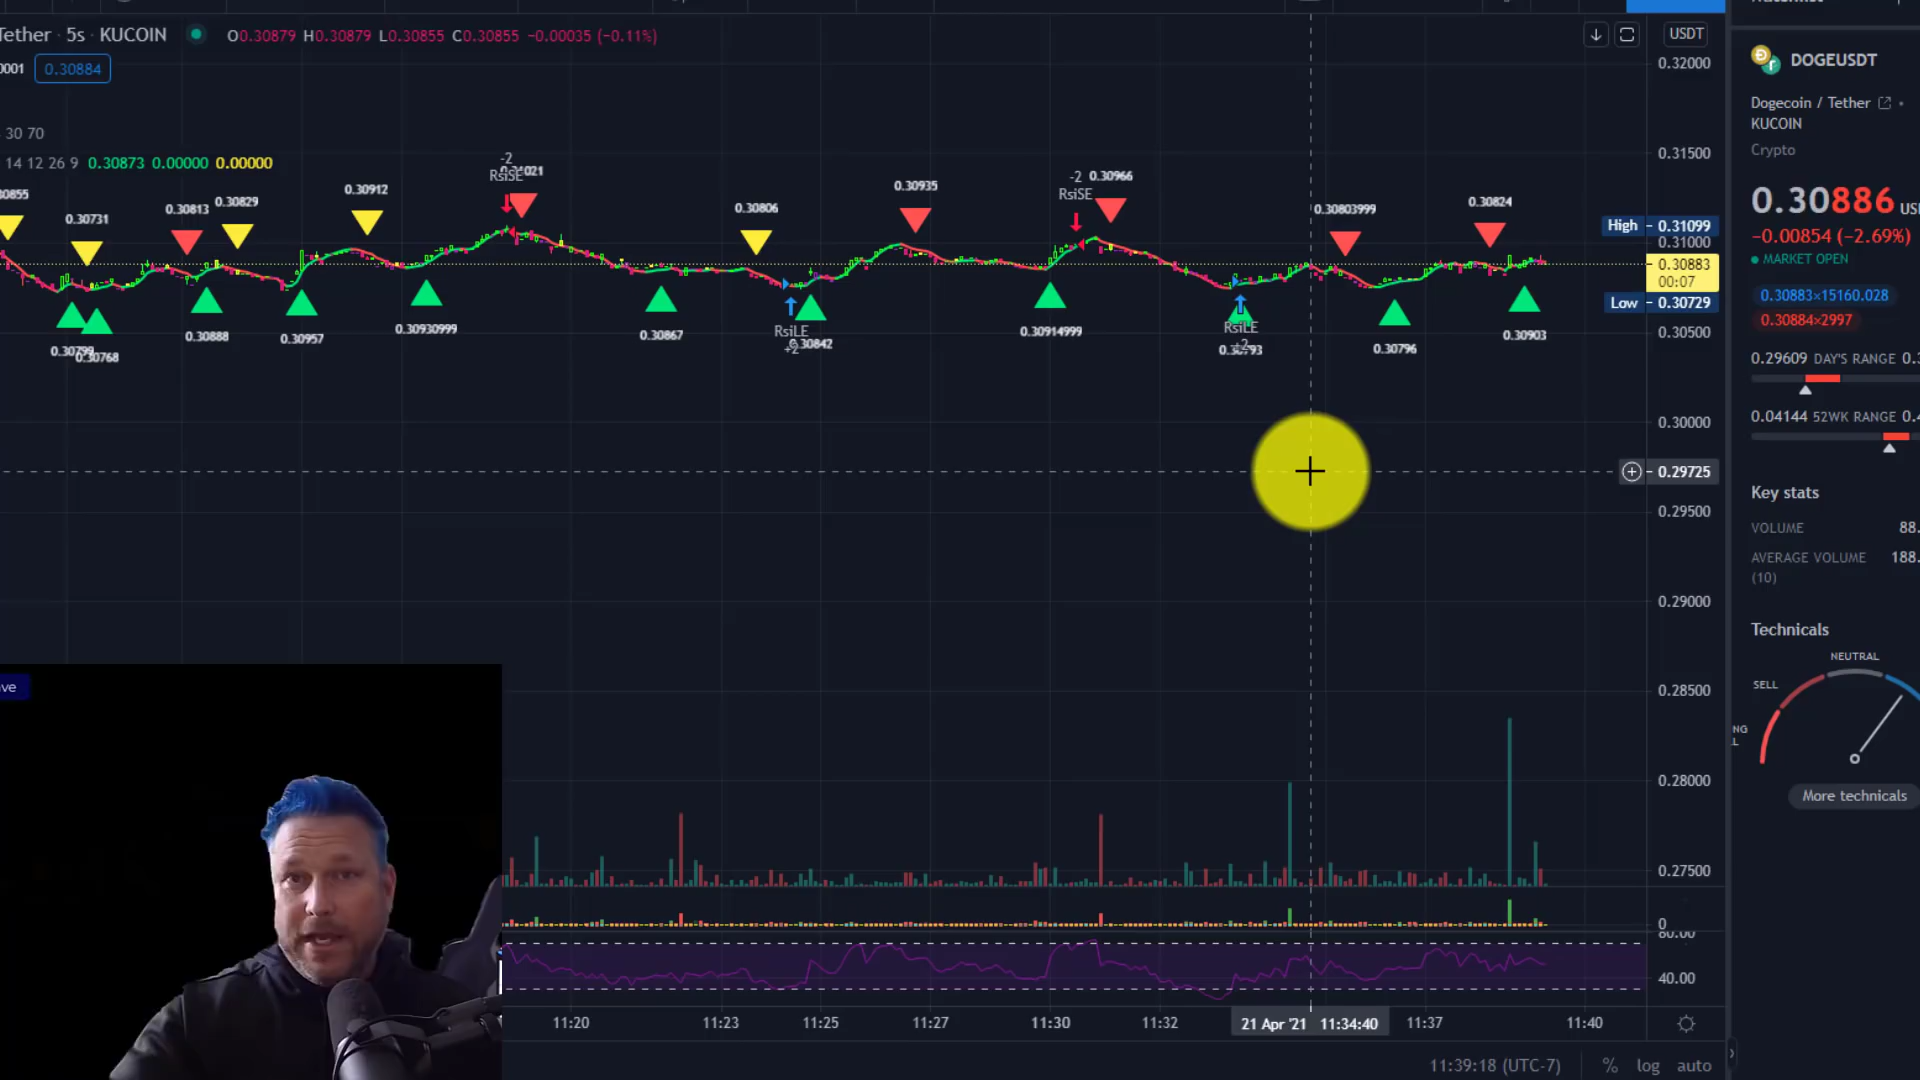 Tether · 5s · KUCOIN O0.30879 H0.30879 L0.30855 C0.30855 −0.00035 (−0.11%)
0001 0.30884
30 70
14 12 26 9 0.30873 0.00000 0.00000
0.30731
0.30813
0.30829
0.30912
-2
RsiSE
0.30806
0.30935
-2 0.30966
RsiSE
0.30803999
0.30824
0.30799
0.30768
0.30888
0.30957
0.30930999
0.30867
RsiLE
+2
0.30842
0.30914999
RsiLE
+2
0.30793
0.30796
0.30903
USDT
0.32000
0.31500
High 0.31099
0.31000
0.30883
00:07
Low 0.30729
0.30500
0.30000
0.29725
0.29500
0.29000
0.28500
0.28000
0.27500
0
80.00
40.00
11:20 11:23 11:25 11:27 11:30 11:32 21 Apr '21 11:34:40 11:37 11:40
11:39:18 (UTC-7) % log auto
DOGEUSDT
Dogecoin / Tether
KUCOIN
Crypto
0.30886
−0.00854 (−2.69%)
MARKET OPEN
0.30883×15160.028
0.30884×2997
0.29609 DAY'S RANGE
0.04144 52WK RANGE
Key stats
VOLUME 88.
AVERAGE VOLUME 188.
(10)
Technicals
NEUTRAL
SELL
More technicals